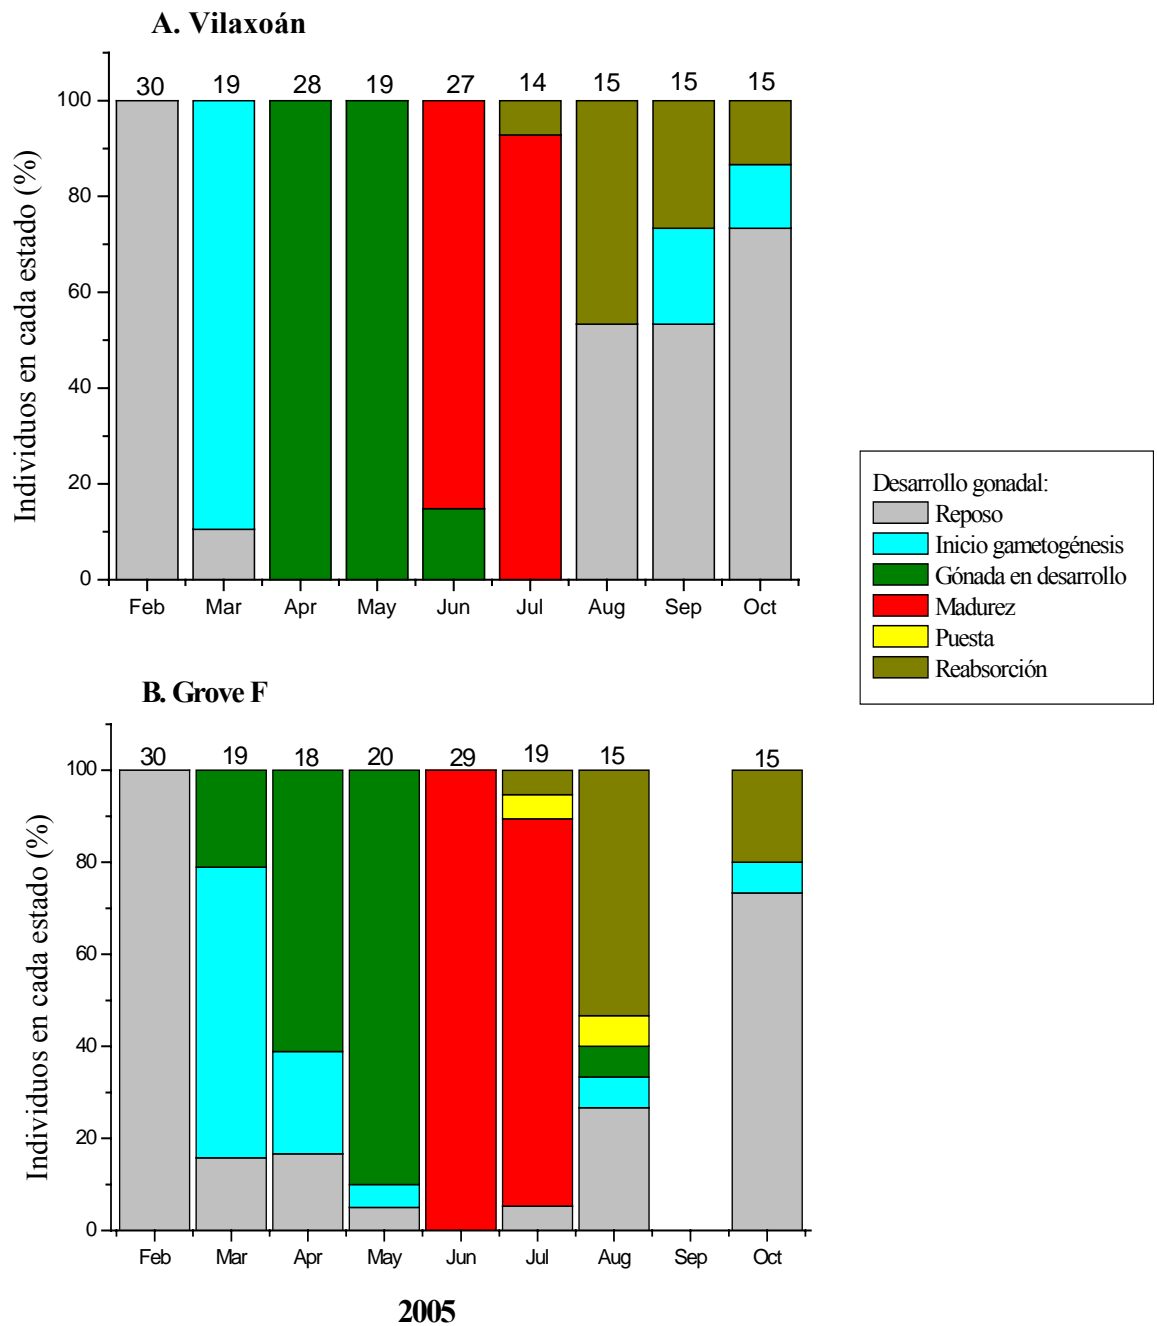 A. Vilaxoán
30 19 28 19 27 14 15 15 15
100
80
60
40
20
0
Individuos en cada estado (%)
Feb Mar Apr May Jun Jul Aug Sep Oct
Desarrollo gonadal:
Reposo
Inicio gametogénesis
Gónada en desarrollo
Madurez
Puesta
Reabsorción
B. Grove F
30 19 18 20 29 19 15 15
100
80
60
40
20
0
Individuos en cada estado (%)
Feb Mar Apr May Jun Jul Aug Sep Oct
2005